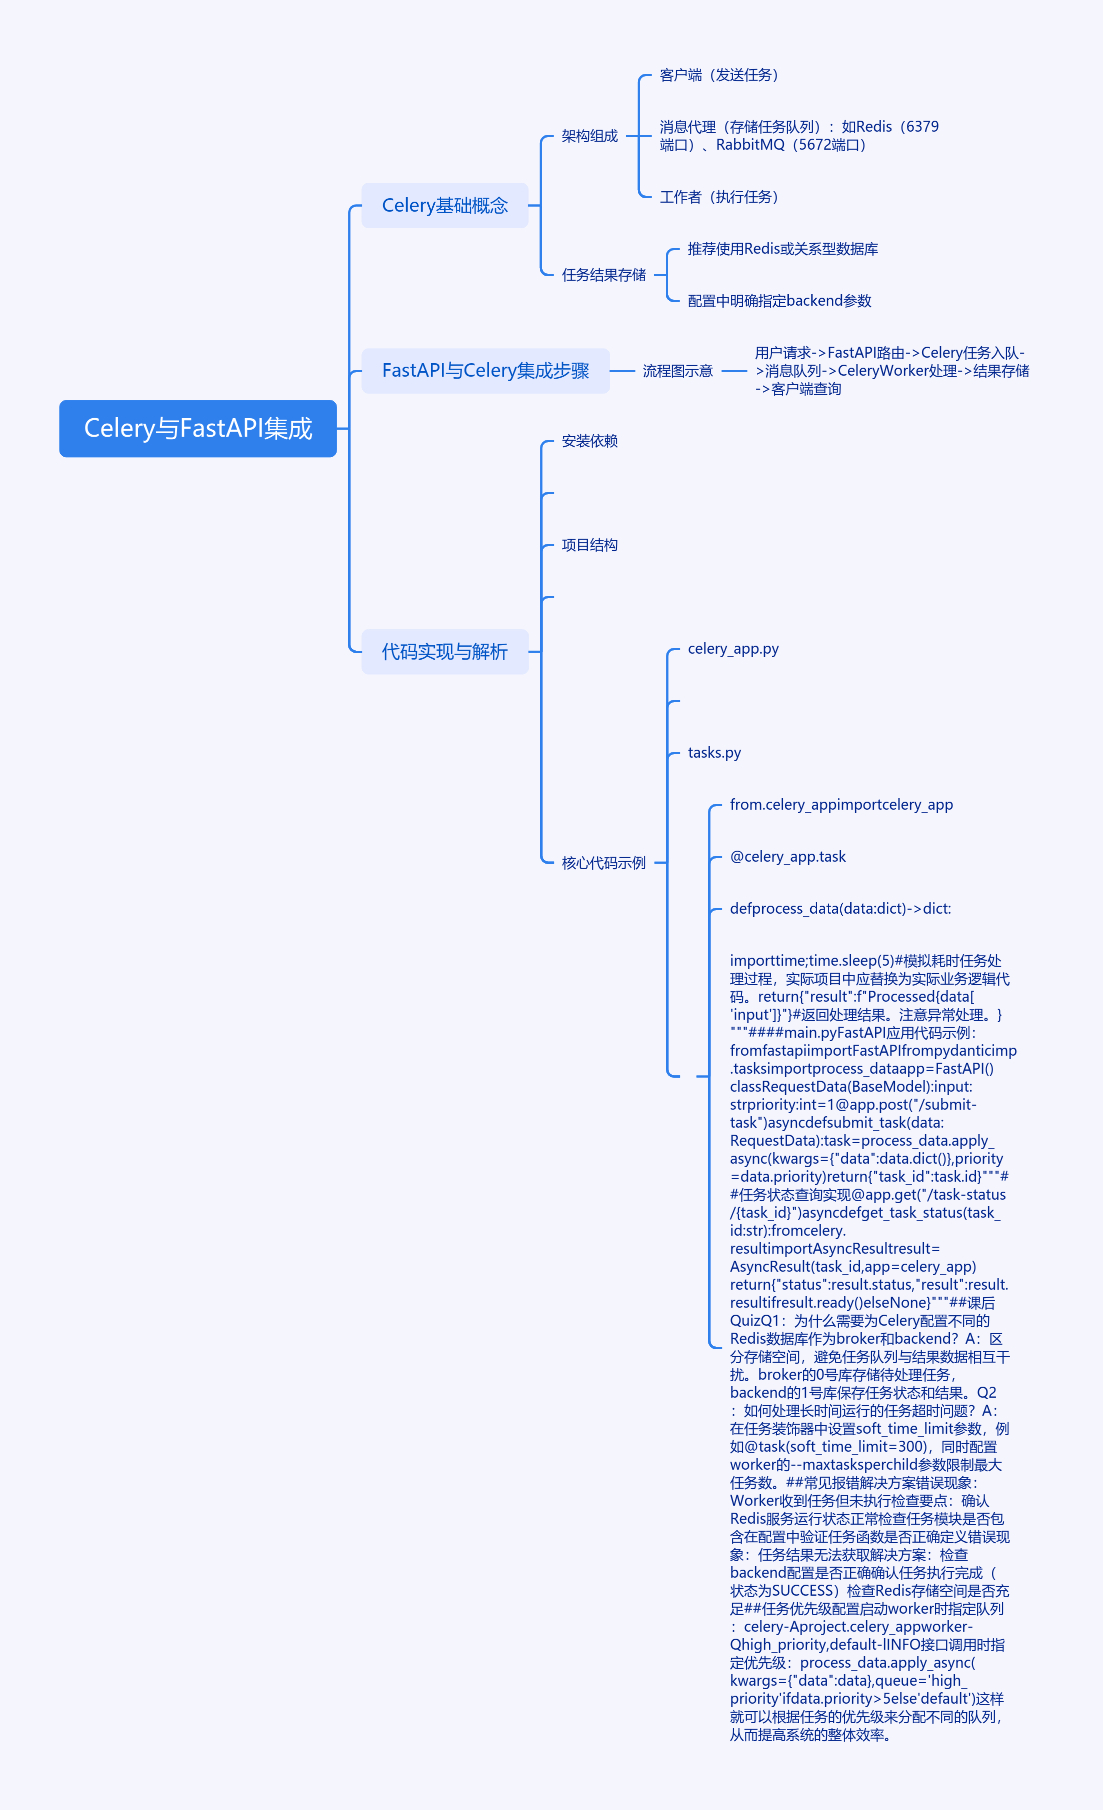 Celery与FastAPI集成
Celery基础概念
架构组成
客户端（发送任务）
消息代理（存储任务队列）：如Redis（6379
端口）、RabbitMQ（5672端口）
工作者（执行任务）
任务结果存储
推荐使用Redis或关系型数据库
配置中明确指定backend参数
FastAPI与Celery集成步骤
流程图示意
用户请求->FastAPI路由->Celery任务入队-
>消息队列->CeleryWorker处理->结果存储
->客户端查询
代码实现与解析
安装依赖
项目结构
核心代码示例
celery_app.py
tasks.py
from.celery_appimportcelery_app
@celery_app.task
defprocess_data(data:dict)->dict:
importtime;time.sleep(5)#模拟耗时任务处
理过程，实际项目中应替换为实际业务逻辑代
码。return{"result":f"Processed{data[
'input']}"}#返回处理结果。注意异常处理。}
"""####main.pyFastAPI应用代码示例：
fromfastapiimportFastAPIfrompydanticimp
.tasksimportprocess_dataapp=FastAPI()
classRequestData(BaseModel):input:
strpriority:int=1@app.post("/submit-
task")asyncdefsubmit_task(data:
RequestData):task=process_data.apply_
async(kwargs={"data":data.dict()},priority
=data.priority)return{"task_id":task.id}"""#
#任务状态查询实现@app.get("/task-status
/{task_id}")asyncdefget_task_status(task_
id:str):fromcelery.
resultimportAsyncResultresult=
AsyncResult(task_id,app=celery_app)
return{"status":result.status,"result":result.
resultifresult.ready()elseNone}"""##课后
QuizQ1：为什么需要为Celery配置不同的
Redis数据库作为broker和backend？A：区
分存储空间，避免任务队列与结果数据相互干
扰。broker的0号库存储待处理任务，
backend的1号库保存任务状态和结果。Q2
：如何处理长时间运行的任务超时问题？A：
在任务装饰器中设置soft_time_limit参数，例
如@task(soft_time_limit=300)，同时配置
worker的--maxtasksperchild参数限制最大
任务数。##常见报错解决方案错误现象：
Worker收到任务但未执行检查要点：确认
Redis服务运行状态正常检查任务模块是否包
含在配置中验证任务函数是否正确定义错误现
象：任务结果无法获取解决方案：检查
backend配置是否正确确认任务执行完成（
状态为SUCCESS）检查Redis存储空间是否充
足##任务优先级配置启动worker时指定队列
：celery-Aproject.celery_appworker-
Qhigh_priority,default-lINFO接口调用时指
定优先级：process_data.apply_async(
kwargs={"data":data},queue='high_
priority'ifdata.priority>5else'default')这样
就可以根据任务的优先级来分配不同的队列，
从而提高系统的整体效率。